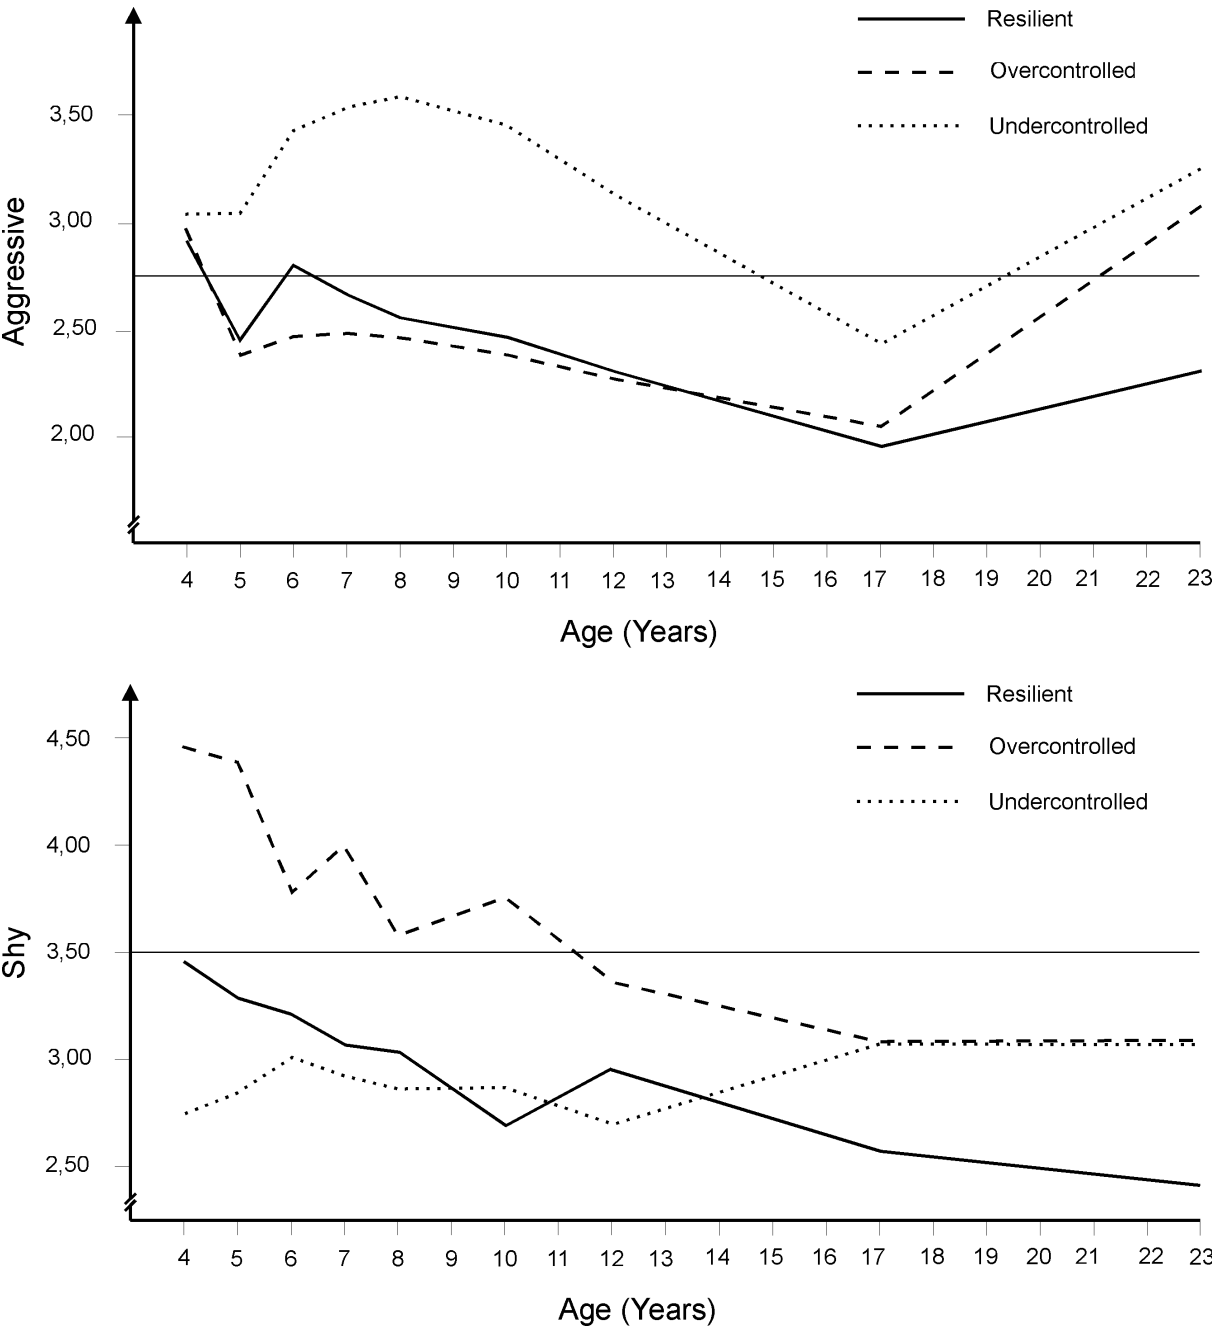 Resilient
Overcontrolled
Undercontrolled
3,50
3,00
2,50
2,00
Aggressive
4 5 6 7 8 9 10 11 12 13 14 15 16 17 18 19 20 21 22 23
Age (Years)
Resilient
Overcontrolled
Undercontrolled
4,50
4,00
3,50
3,00
2,50
Shy
4 5 6 7 8 9 10 11 12 13 14 15 16 17 18 19 20 21 22 23
Age (Years)